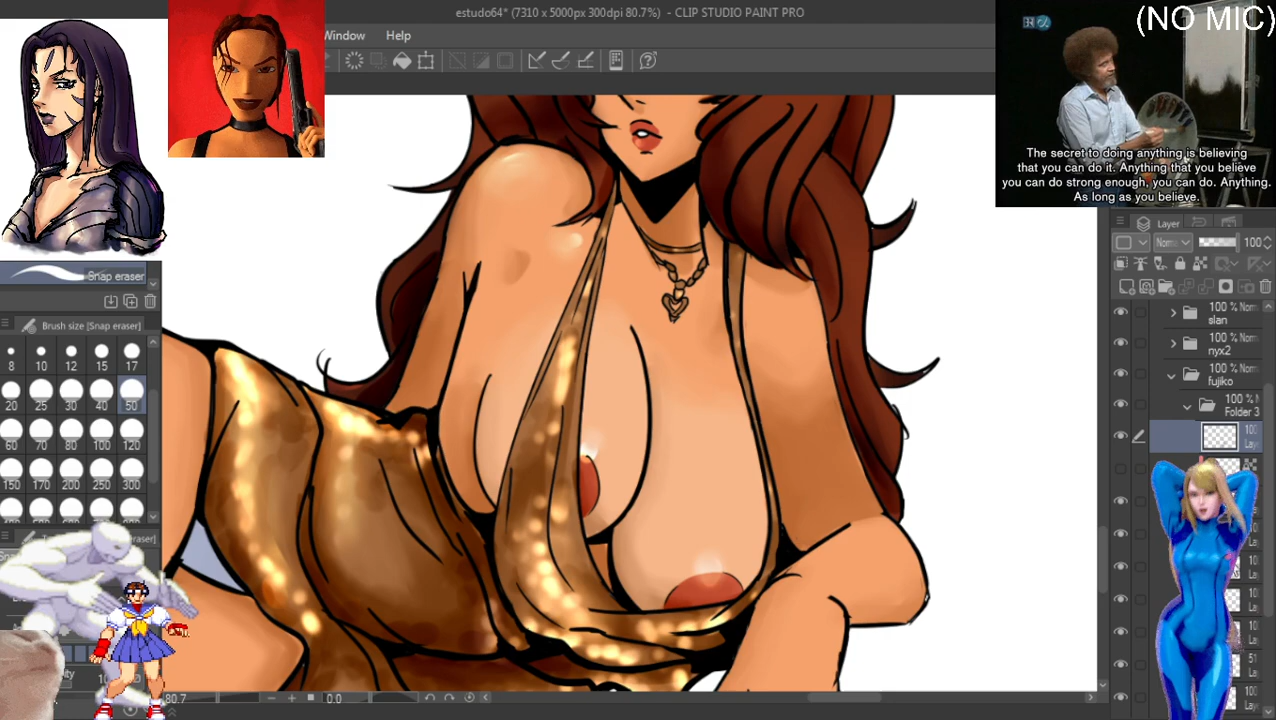 estudo64* (7310 x 5000px 300dpi 80.7%) - CLIP STUDIO PAINT PRO
(NO MIC)
Window Help
The secret to doing anything is believing
that you can do it. Anything that you believe
you can do strong enough, you can do. Anything.
As long as you believe.
Layer
100
Snap eraser
Brush size [Snap eraser]
8 10 12 15 17
20 25 30 40 50
60 70 80 100 120
150 170 200 250 300
100 % Norm
slan
100 % Norm
nyx2
100 % Norm
fujiko
100 %
Folder 3
80.7
0.0